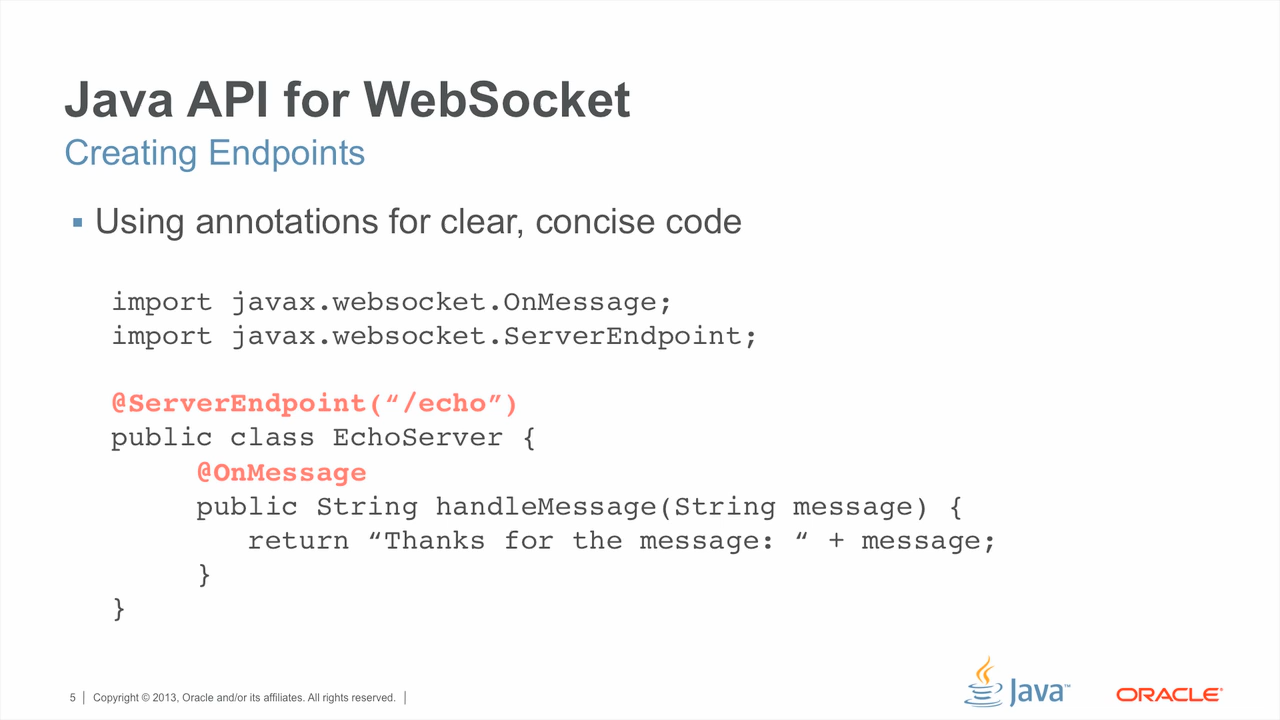 Java API for WebSocket
Creating Endpoints
▪ Using annotations for clear, concise code
import javax.websocket.OnMessage;
import javax.websocket.ServerEndpoint;
@ServerEndpoint(“/echo”)
public class EchoServer {
@OnMessage
public String handleMessage(String message) {
return “Thanks for the message: “ + message;
}
}
5 | Copyright © 2013, Oracle and/or its affiliates. All rights reserved. |
Java™
ORACLE®